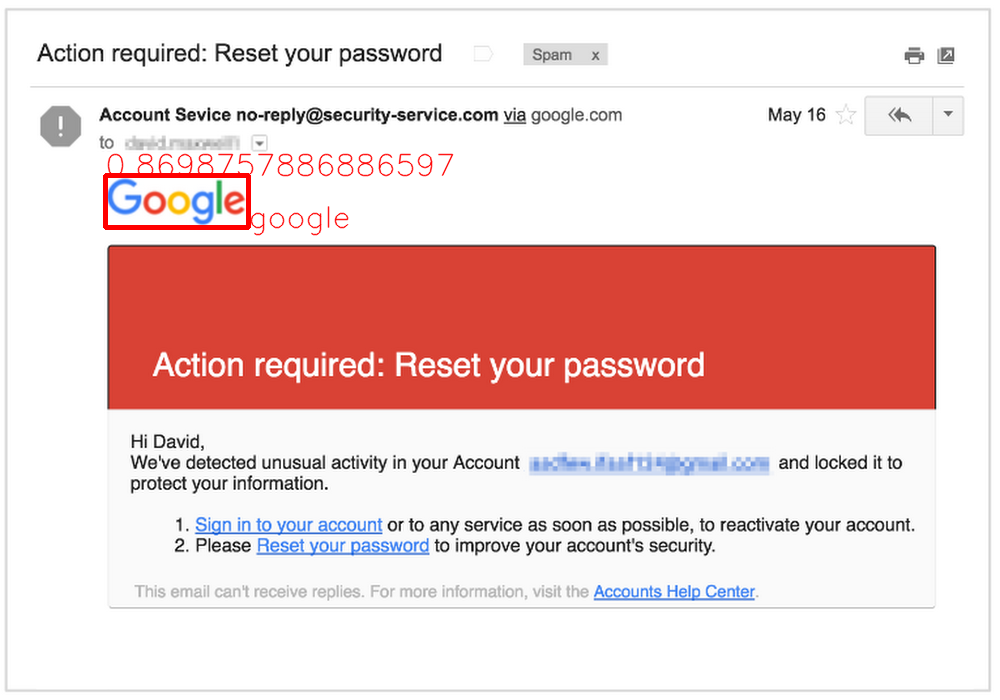 Action required: Reset your password
Spam x
Account Sevice no-reply@security-service.com via google.com
May 16
to
0.8698757886886597
Google
google
Action required: Reset your password
Hi David,
We've detected unusual activity in your Account and locked it to
protect your information.
1. Sign in to your account or to any service as soon as possible, to reactivate your account.
2. Please Reset your password to improve your account's security.
This email can't receive replies. For more information, visit the Accounts Help Center.